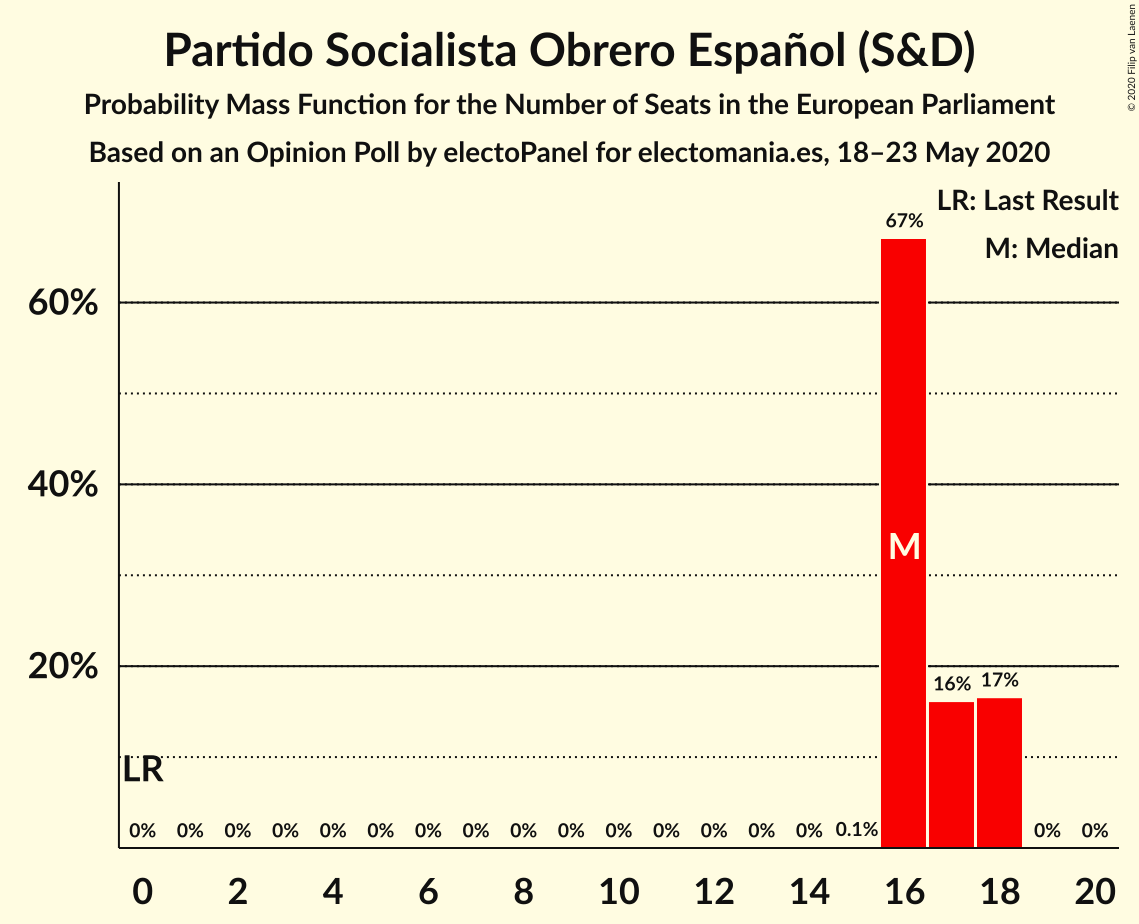 Partido Socialista Obrero Español (S&D)
Probability Mass Function for the Number of Seats in the European Parliament
Based on an Opinion Poll by electoPanel for electomania.es, 18–23 May 2020
© 2020 Filip van Laenen
LR: Last Result
M: Median
67%
60%
40%
M
20%
16% 17%
LR
0% 0% 0% 0% 0% 0% 0% 0% 0% 0% 0% 0% 0% 0% 0% 0.1% 0% 0%
0 2 4 6 8 10 12 14 16 18 20